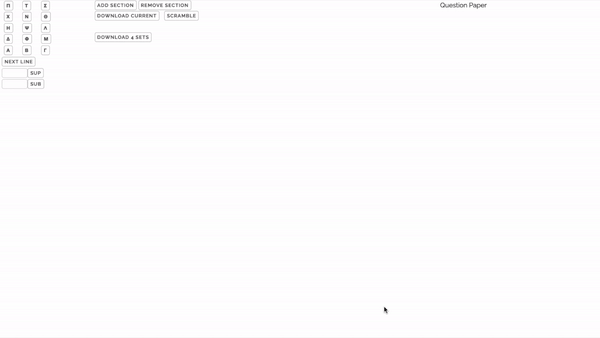 Π Τ Σ
Χ Ν Θ
Η Ψ Λ
Δ Φ Μ
Α Β Γ
NEXT LINE
SUP
SUB
ADD SECTION REMOVE SECTION
DOWNLOAD CURRENT SCRAMBLE
DOWNLOAD 4 SETS
Question Paper